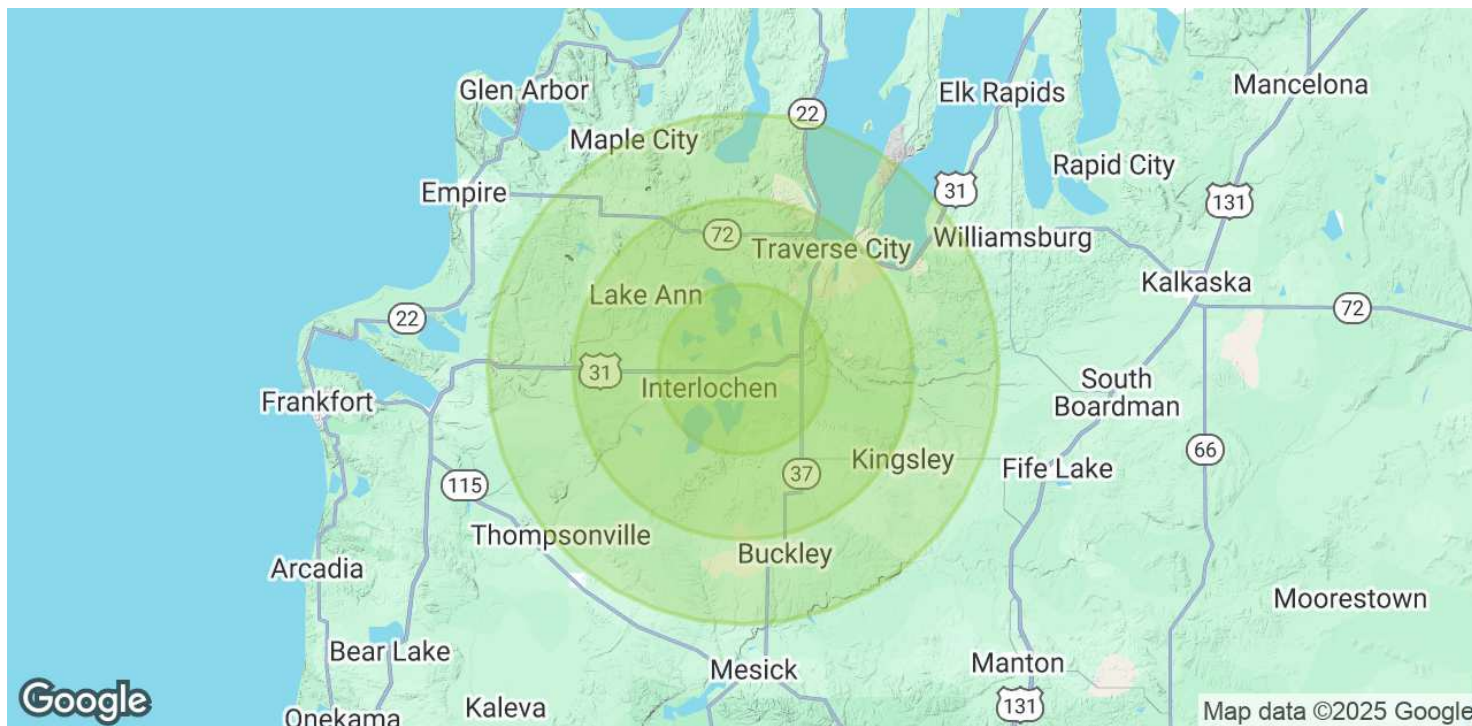 Glen Arbor
Elk Rapids
Mancelona
22
Maple City
Rapid City
Empire
31
131
72
Traverse City
Williamsburg
Kalkaska
Lake Ann
22
72
31
Interlochen
South
Boardman
Frankfort
Kingsley
66
Fife Lake
37
115
Thompsonville
Buckley
Arcadia
Moorestown
Bear Lake
Mesick
Manton
Google
Kaleva
131
Map data ©2025 Google
Onekama